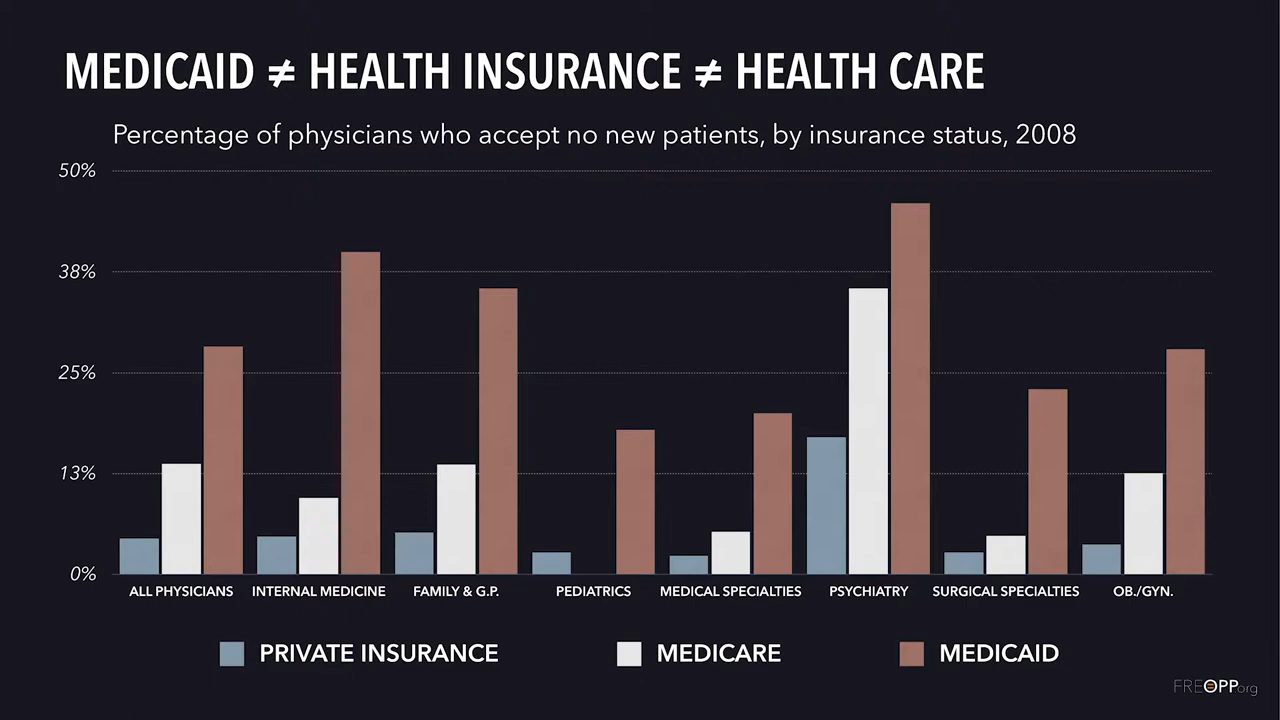 MEDICAID ≠ HEALTH INSURANCE ≠ HEALTH CARE
Percentage of physicians who accept no new patients, by insurance status, 2008
50%
38%
25%
13%
0%
ALL PHYSICIANS INTERNAL MEDICINE FAMILY & G.P. PEDIATRICS MEDICAL SPECIALTIES PSYCHIATRY SURGICAL SPECIALTIES OB./GYN.
PRIVATE INSURANCE MEDICARE MEDICAID
FREOPP.org